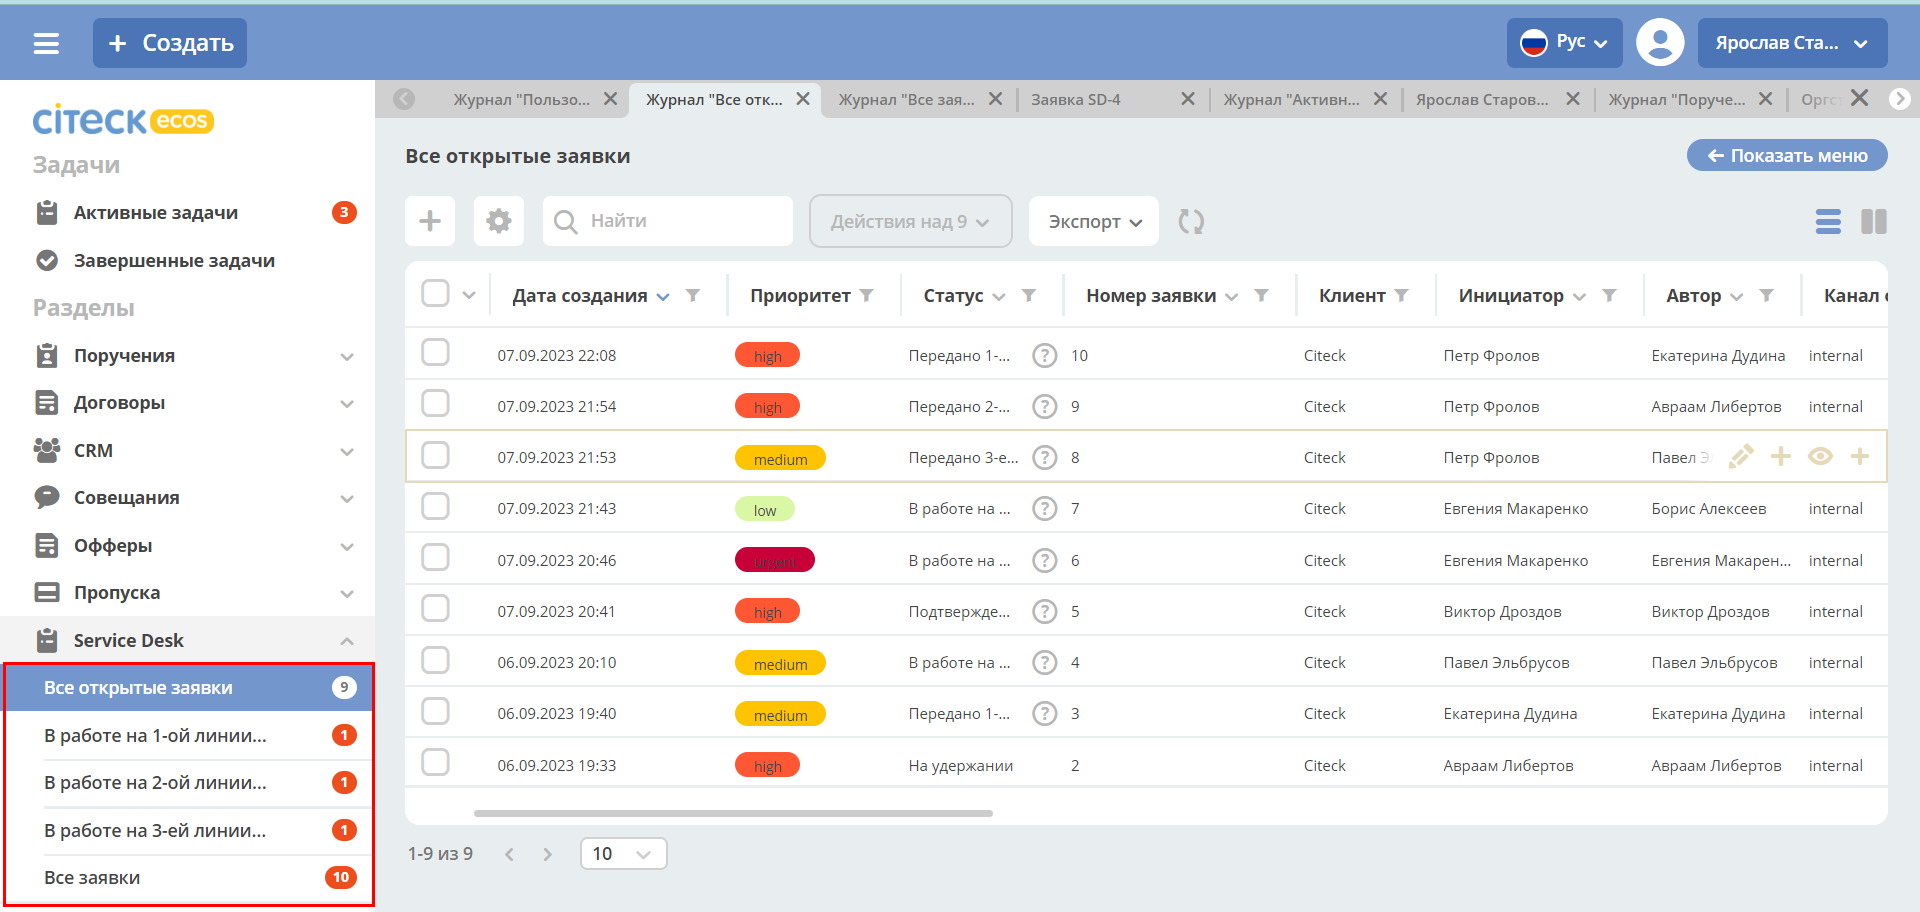 Создать
Рус
Ярослав Ста...
citeck ecos
Задачи
Активные задачи 3
Завершенные задачи
Разделы
Поручения
Договоры
CRM
Совещания
Офферы
Пропуска
Service Desk
Все открытые заявки 9
В работе на 1-ой линии... 1
В работе на 2-ой линии... 1
В работе на 3-ей линии... 1
Все заявки 10
Журнал "Пользо... Журнал "Все отк... Журнал "Все зая... Заявка SD-4 Журнал "Активн... Ярослав Старов... Журнал "Поруче...
Все открытые заявки
Показать меню
Найти
Действия над 9
Экспорт
Дата создания Приоритет Статус Номер заявки Клиент Инициатор Автор Канал
07.09.2023 22:08 high Передано 1-... ? 10 Citeck Петр Фролов Екатерина Дудина internal
07.09.2023 21:54 high Передано 2-... ? 9 Citeck Петр Фролов Авраам Либертов internal
07.09.2023 21:53 medium Передано 3-е... ? 8 Citeck Петр Фролов Павел
07.09.2023 21:43 low В работе на ... ? 7 Citeck Евгения Макаренко Борис Алексеев internal
07.09.2023 20:46 В работе на ... ? 6 Citeck Евгения Макаренко Евгения Макарен... internal
07.09.2023 20:41 high Подтвержде... ? 5 Citeck Виктор Дроздов Виктор Дроздов internal
06.09.2023 20:10 medium В работе на ... ? 4 Citeck Павел Эльбрусов Павел Эльбрусов internal
06.09.2023 19:40 medium Передано 1-... ? 3 Citeck Екатерина Дудина Екатерина Дудина internal
06.09.2023 19:33 high На удержании 2 Citeck Авраам Либертов Авраам Либертов internal
1-9 из 9
10